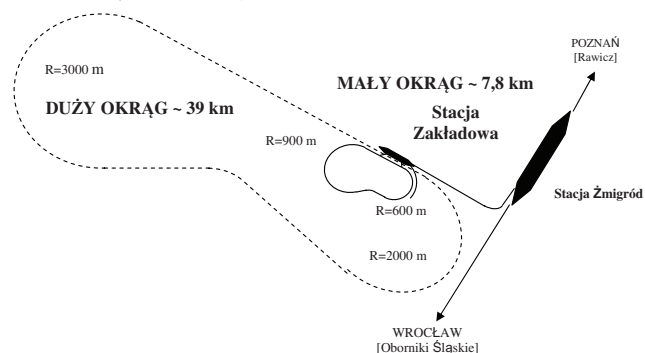 POZNAŃ
[Rawicz]
R=3000 m
MAŁY OKRĄG ~ 7,8 km
DUŻY OKRĄG ~ 39 km
Stacja
Zakładowa
R=900 m
Stacja Żmigród
R=600 m
R=2000 m
WROCŁAW
[Oborniki Śląskie]